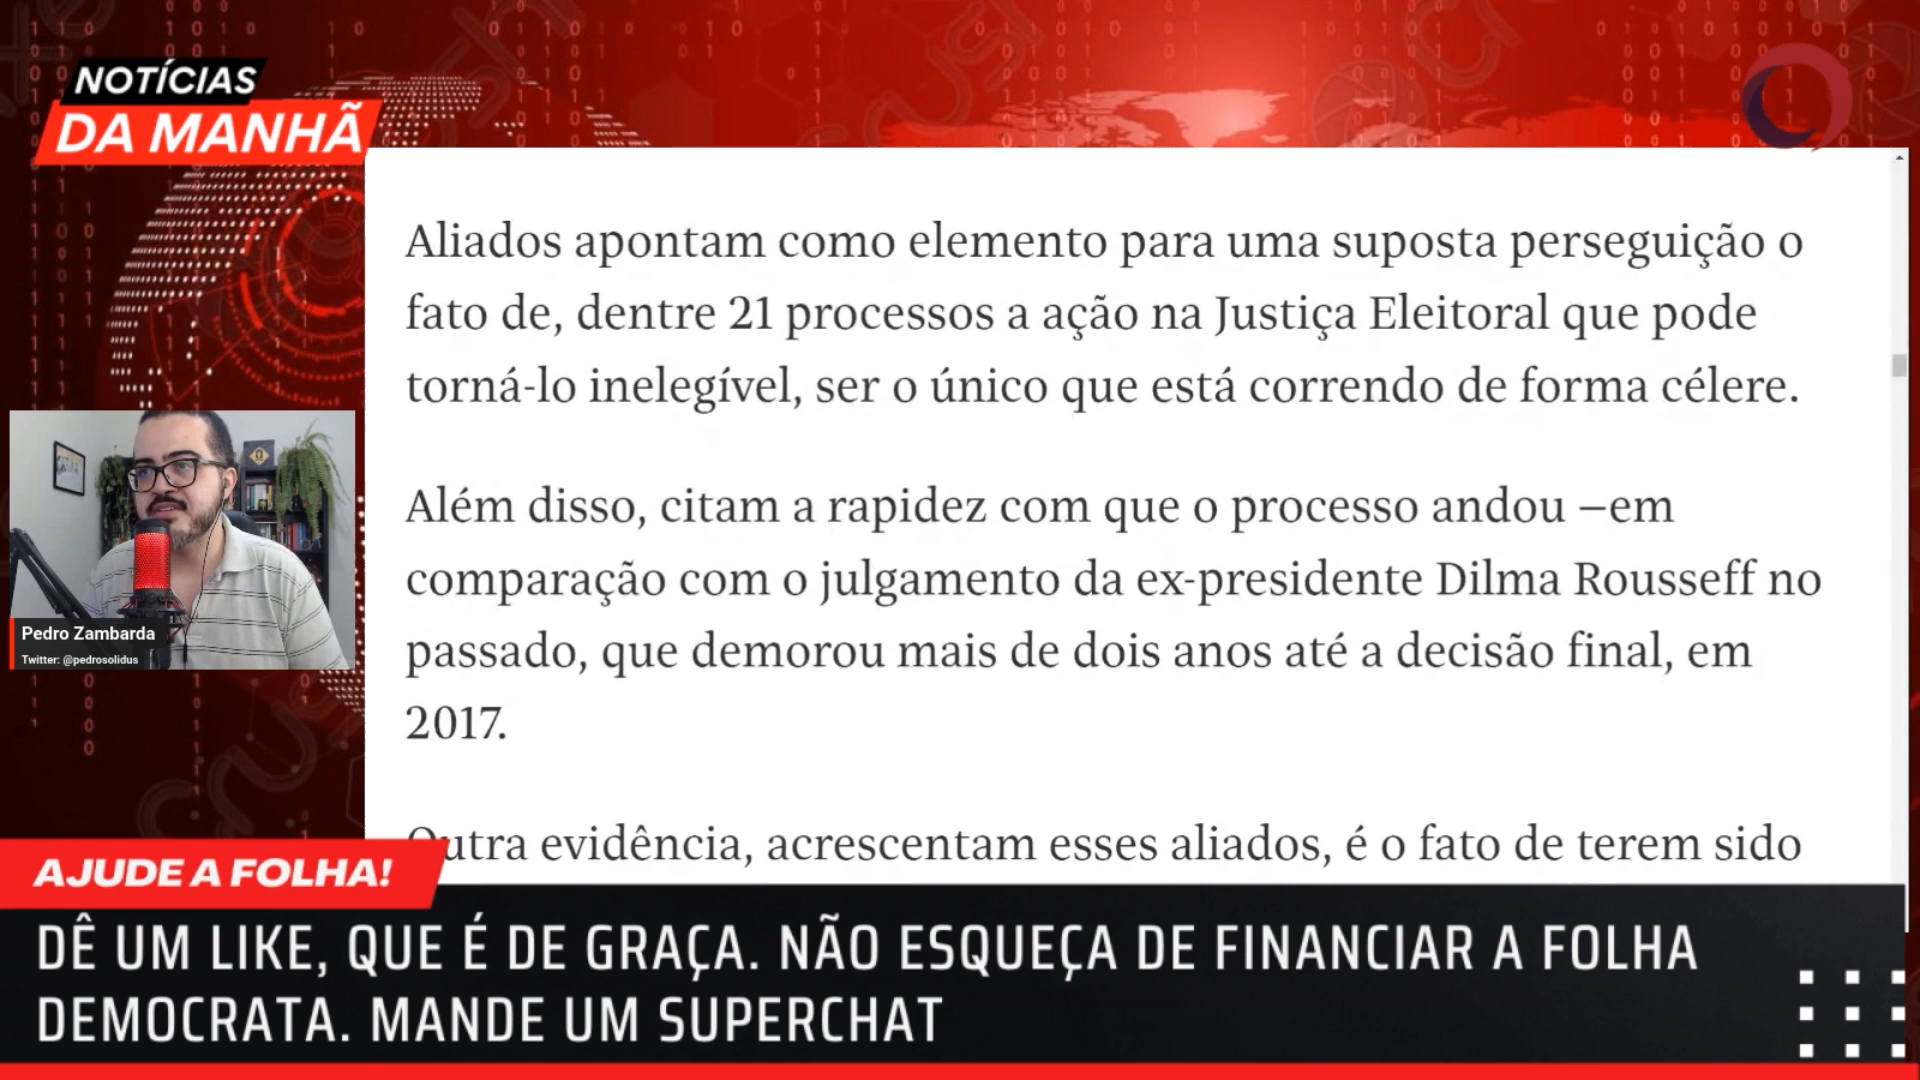 NOTÍCIAS
DA MANHÃ
Aliados apontam como elemento para uma suposta perseguição o
fato de, dentre 21 processos a ação na Justiça Eleitoral que pode
torná-lo inelegível, ser o único que está correndo de forma célere.
Além disso, citam a rapidez com que o processo andou —em
comparação com o julgamento da ex-presidente Dilma Rousseff no
passado, que demorou mais de dois anos até a decisão final, em
2017.
Outra evidência, acrescentam esses aliados, é o fato de terem sido
Pedro Zambarda
Twitter: @pedrosolidus
AJUDE A FOLHA!
DÊ UM LIKE, QUE É DE GRAÇA. NÃO ESQUEÇA DE FINANCIAR A FOLHA
DEMOCRATA. MANDE UM SUPERCHAT